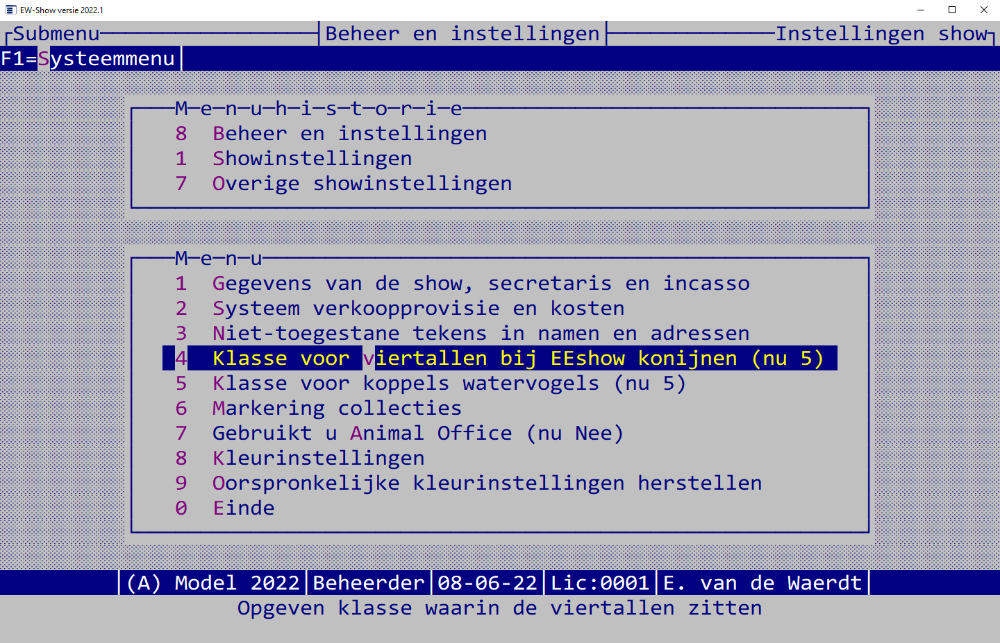 EW-Show versie 2022.1
Submenu Beheer en instellingen Instellingen show
F1=Systeemmenu
Menuhistorie
8 Beheer en instellingen
1 Showinstellingen
7 Overige showinstellingen
Menu
1 Gegevens van de show, secretaris en incasso
2 Systeem verkoopprovisie en kosten
3 Niet-toegestane tekens in namen en adressen
4 Klasse voor viertallen bij EEshow konijnen (nu 5)
5 Klasse voor koppels watervogels (nu 5)
6 Markering collecties
7 Gebruikt u Animal Office (nu Nee)
8 Kleurinstellingen
9 Oorspronkelijke kleurinstellingen herstellen
0 Einde
(A) Model 2022 Beheerder 08-06-22 Lic:0001 E. van de Waerdt
Opgeven klasse waarin de viertallen zitten